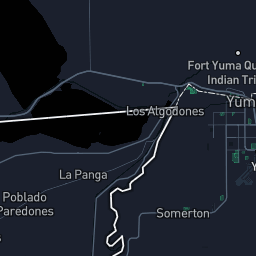 Fort Yuma Qu
Indian Tri
Yum
Los Algodones
La Panga
Poblado
Paredones
Somerton
Y
s